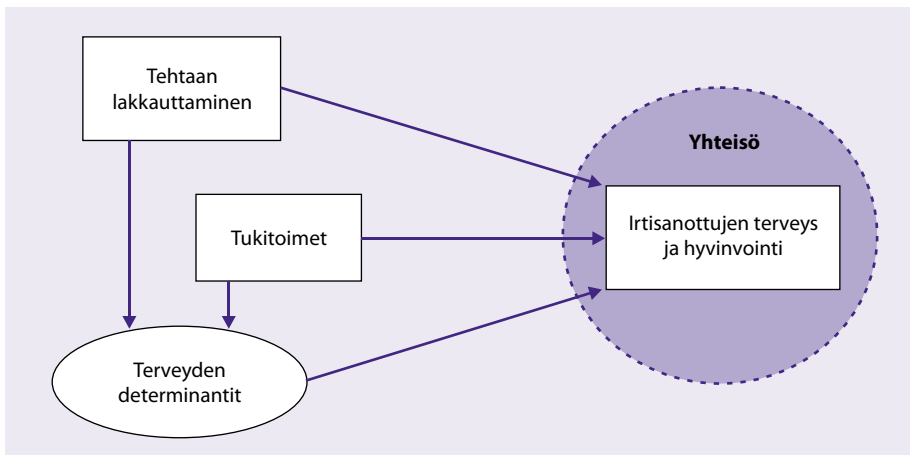 Tehtaan
lakkauttaminen
Yhteisö
Irtisanottujen terveys
ja hyvinvointi
Tukitoimet
Terveyden
determinantit